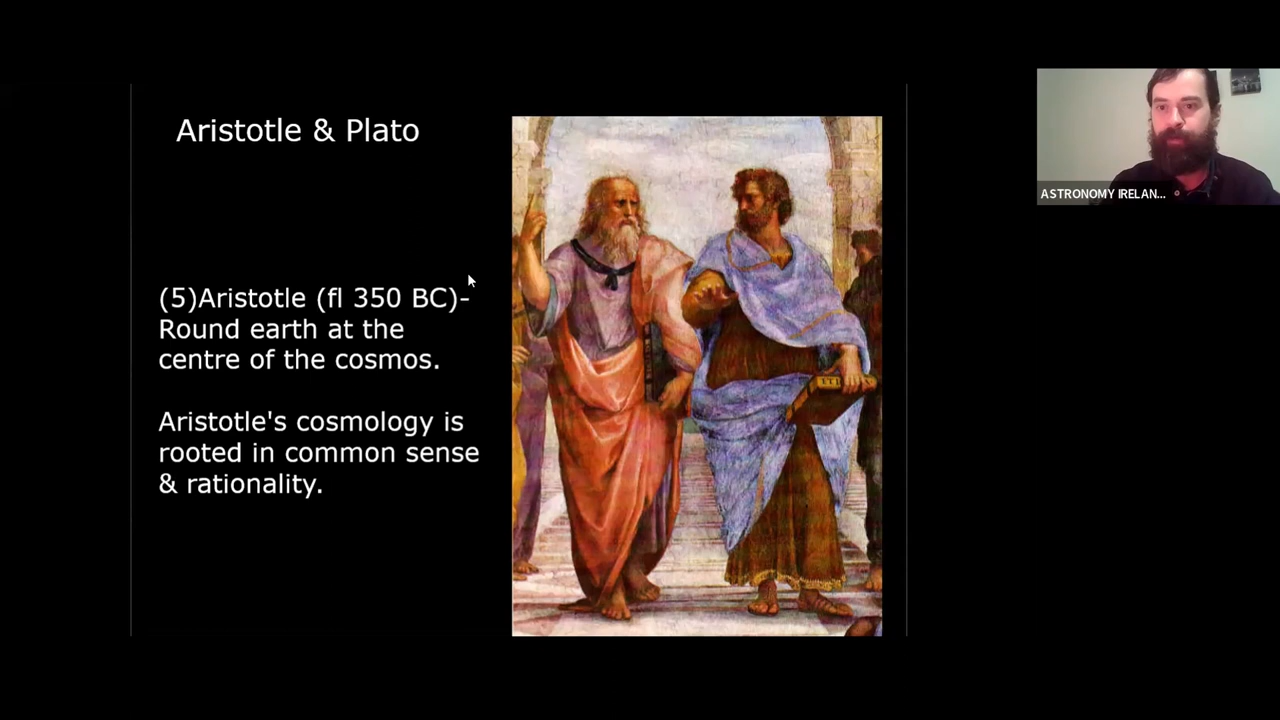 Aristotle & Plato
(5)Aristotle (fl 350 BC)-
Round earth at the
centre of the cosmos.
Aristotle's cosmology is
rooted in common sense
& rationality.
ASTRONOMY IRELAN...